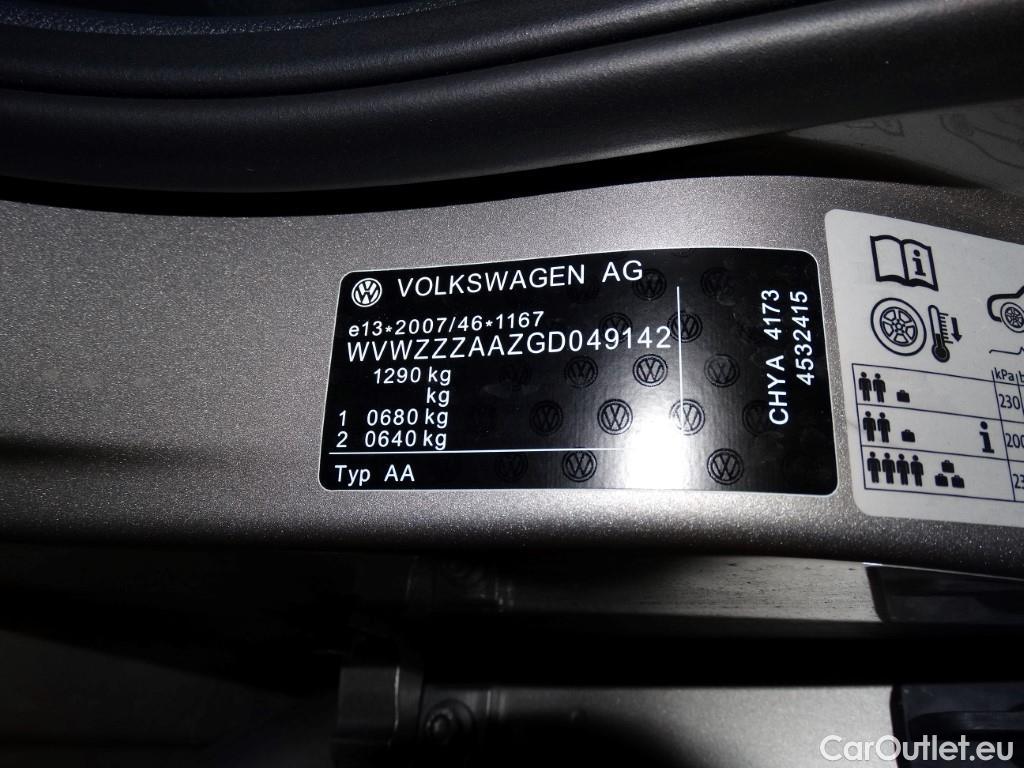 VOLKSWAGEN AG
e13*2007/46*1167
WVWZZZAAZGD049142
1290 kg
kg
1 0680 kg
2 0640 kg
Typ AA
CHYA 4173
4532415
kPa
230
200
CarOutlet.eu